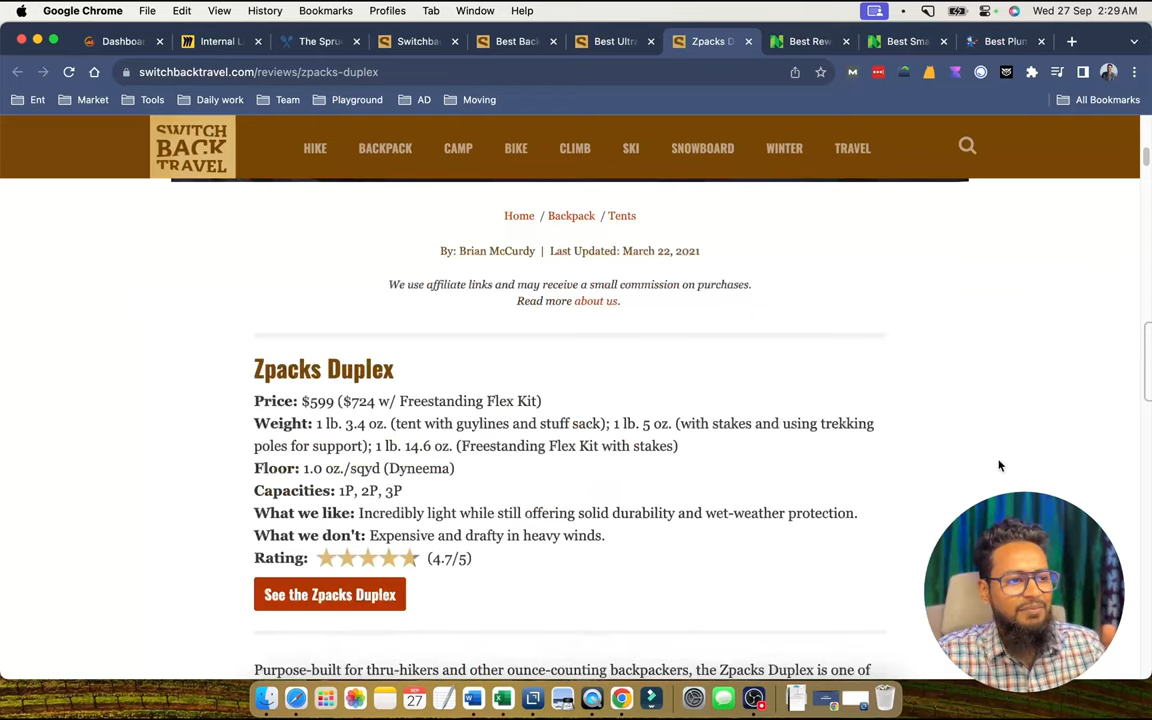 Google Chrome File Edit View History Bookmarks Profiles Tab Window Help Wed 27 Sep 2:29 AM
Dashboa Internal L The Spru Switchba Best Bac Best Ultr Zpacks D Best Rew Best Sma Best Plun
switchbacktravel.com/reviews/zpacks-duplex
Ent Market Tools Daily work Team Playground AD Moving All Bookmarks
SWITCH
BACK
TRAVEL
HIKE BACKPACK CAMP BIKE CLIMB SKI SNOWBOARD WINTER TRAVEL
Home / Backpack / Tents
By: Brian McCurdy | Last Updated: March 22, 2021
We use affiliate links and may receive a small commission on purchases.
Read more about us.
Zpacks Duplex
Price: $599 ($724 w/ Freestanding Flex Kit)
Weight: 1 lb. 3.4 oz. (tent with guylines and stuff sack); 1 lb. 5 oz. (with stakes and using trekking
poles for support); 1 lb. 14.6 oz. (Freestanding Flex Kit with stakes)
Floor: 1.0 oz./sqyd (Dyneema)
Capacities: 1P, 2P, 3P
What we like: Incredibly light while still offering solid durability and wet-weather protection.
What we don't: Expensive and drafty in heavy winds.
Rating: (4.7/5)
See the Zpacks Duplex
Purpose-built for thru-hikers and other ounce-counting backpackers, the Zpacks Duplex is one of